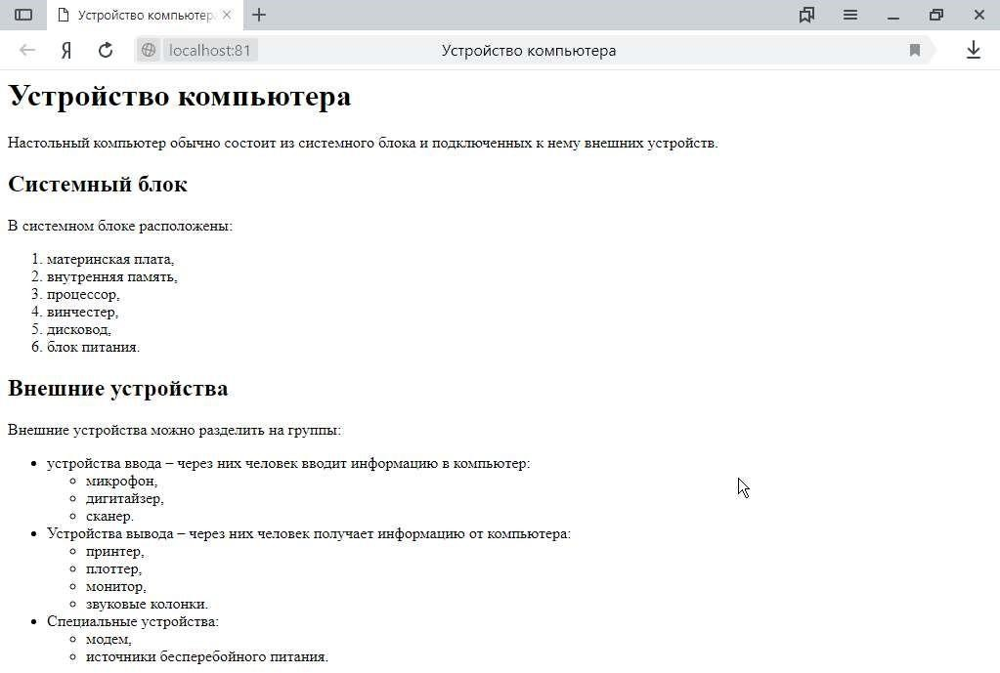 Устройство компьютера
localhost:81 Устройство компьютера
Устройство компьютера
Настольный компьютер обычно состоит из системного блока и подключенных к нему внешних устройств.
Системный блок
В системном блоке расположены:
1. материнская плата,
2. внутренняя память,
3. процессор,
4. винчестер,
5. дисковод,
6. блок питания.
Внешние устройства
Внешние устройства можно разделить на группы:
устройства ввода – через них человек вводит информацию в компьютер:
микрофон,
дигитайзер,
сканер.
Устройства вывода – через них человек получает информацию от компьютера:
принтер,
плоттер,
монитор,
звуковые колонки.
Специальные устройства:
модем,
источники бесперебойного питания.